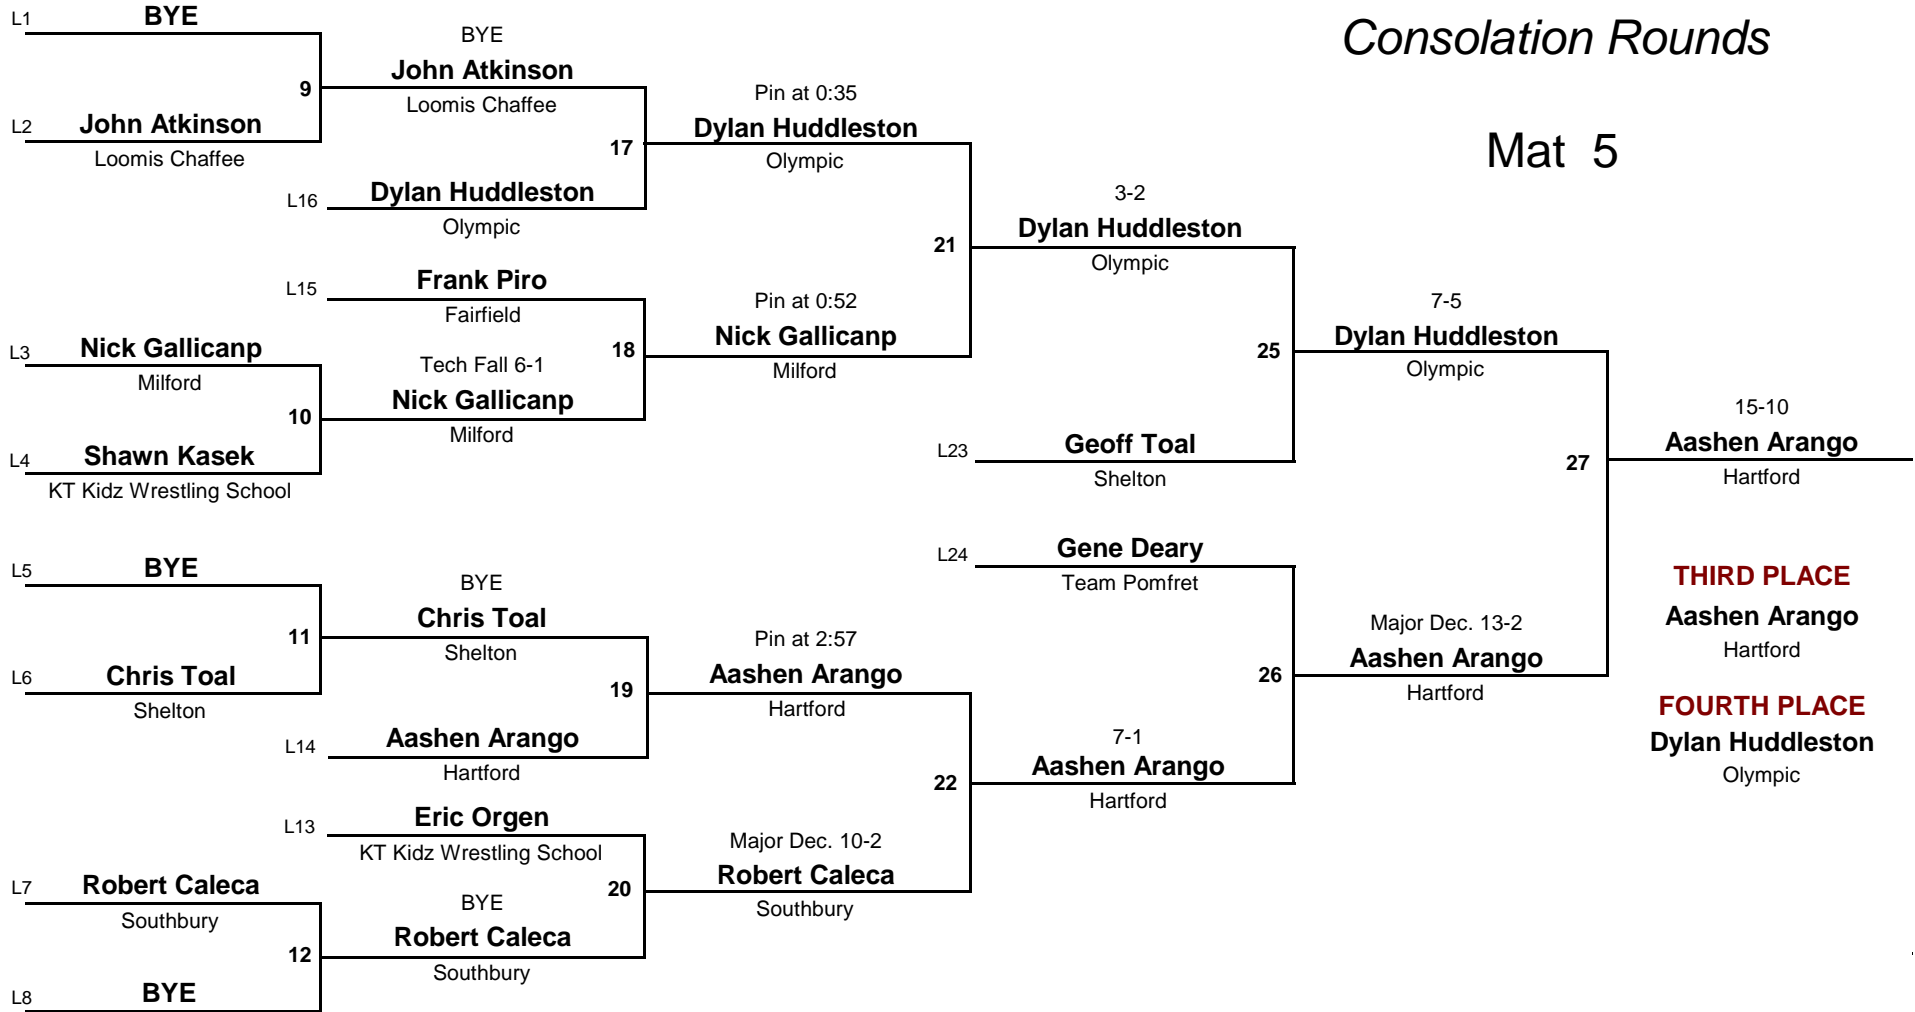 Consolation Rounds
Mat 5
L1 BYE
9
L2 John Atkinson
Loomis Chaffee
BYE
John Atkinson
Loomis Chaffee
17
L16 Dylan Huddleston
Olympic
Pin at 0:35
Dylan Huddleston
Olympic
21
L15 Frank Piro
Fairfield
18
L3 Nick Gallicanp
Milford
10
L4 Shawn Kasek
KT Kidz Wrestling School
Tech Fall 6-1
Nick Gallicanp
Milford
Pin at 0:52
Nick Gallicanp
Milford
3-2
Dylan Huddleston
Olympic
25
L23 Geoff Toal
Shelton
7-5
Dylan Huddleston
Olympic
27
L5 BYE
11
L6 Chris Toal
Shelton
BYE
Chris Toal
Shelton
19
L14 Aashen Arango
Hartford
Pin at 2:57
Aashen Arango
Hartford
22
L13 Eric Orgen
KT Kidz Wrestling School
20
L7 Robert Caleca
Southbury
12
L8 BYE
BYE
Robert Caleca
Southbury
Major Dec. 10-2
Robert Caleca
Southbury
L24 Gene Deary
Team Pomfret
26
7-1
Aashen Arango
Hartford
Major Dec. 13-2
Aashen Arango
Hartford
15-10
Aashen Arango
Hartford
THIRD PLACE
Aashen Arango
Hartford
FOURTH PLACE
Dylan Huddleston
Olympic